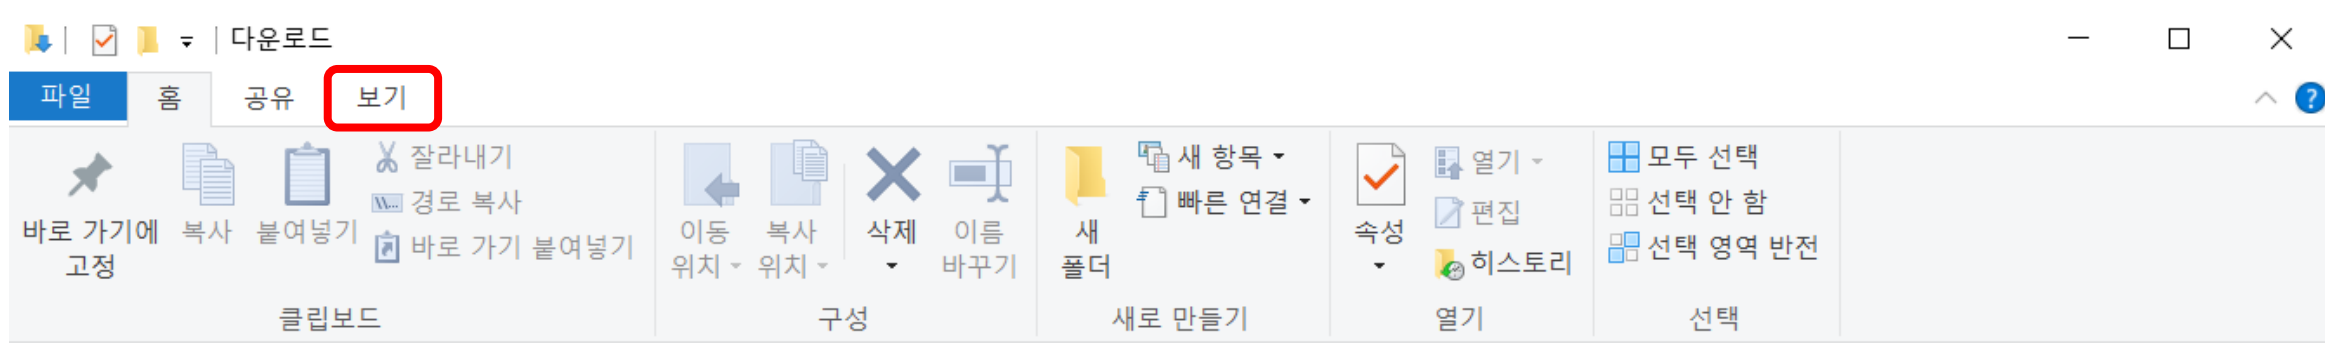 다운로드
파일 홈 공유 보기
바로 가기에
고정
복사
붙여넣기
잘라내기
경로 복사
바로 가기 붙여넣기
클립보드
이동
위치
복사
위치
삭제
이름
바꾸기
구성
새
폴더
새 항목
빠른 연결
새로 만들기
속성
열기
편집
히스토리
열기
모두 선택
선택 안 함
선택 영역 반전
선택